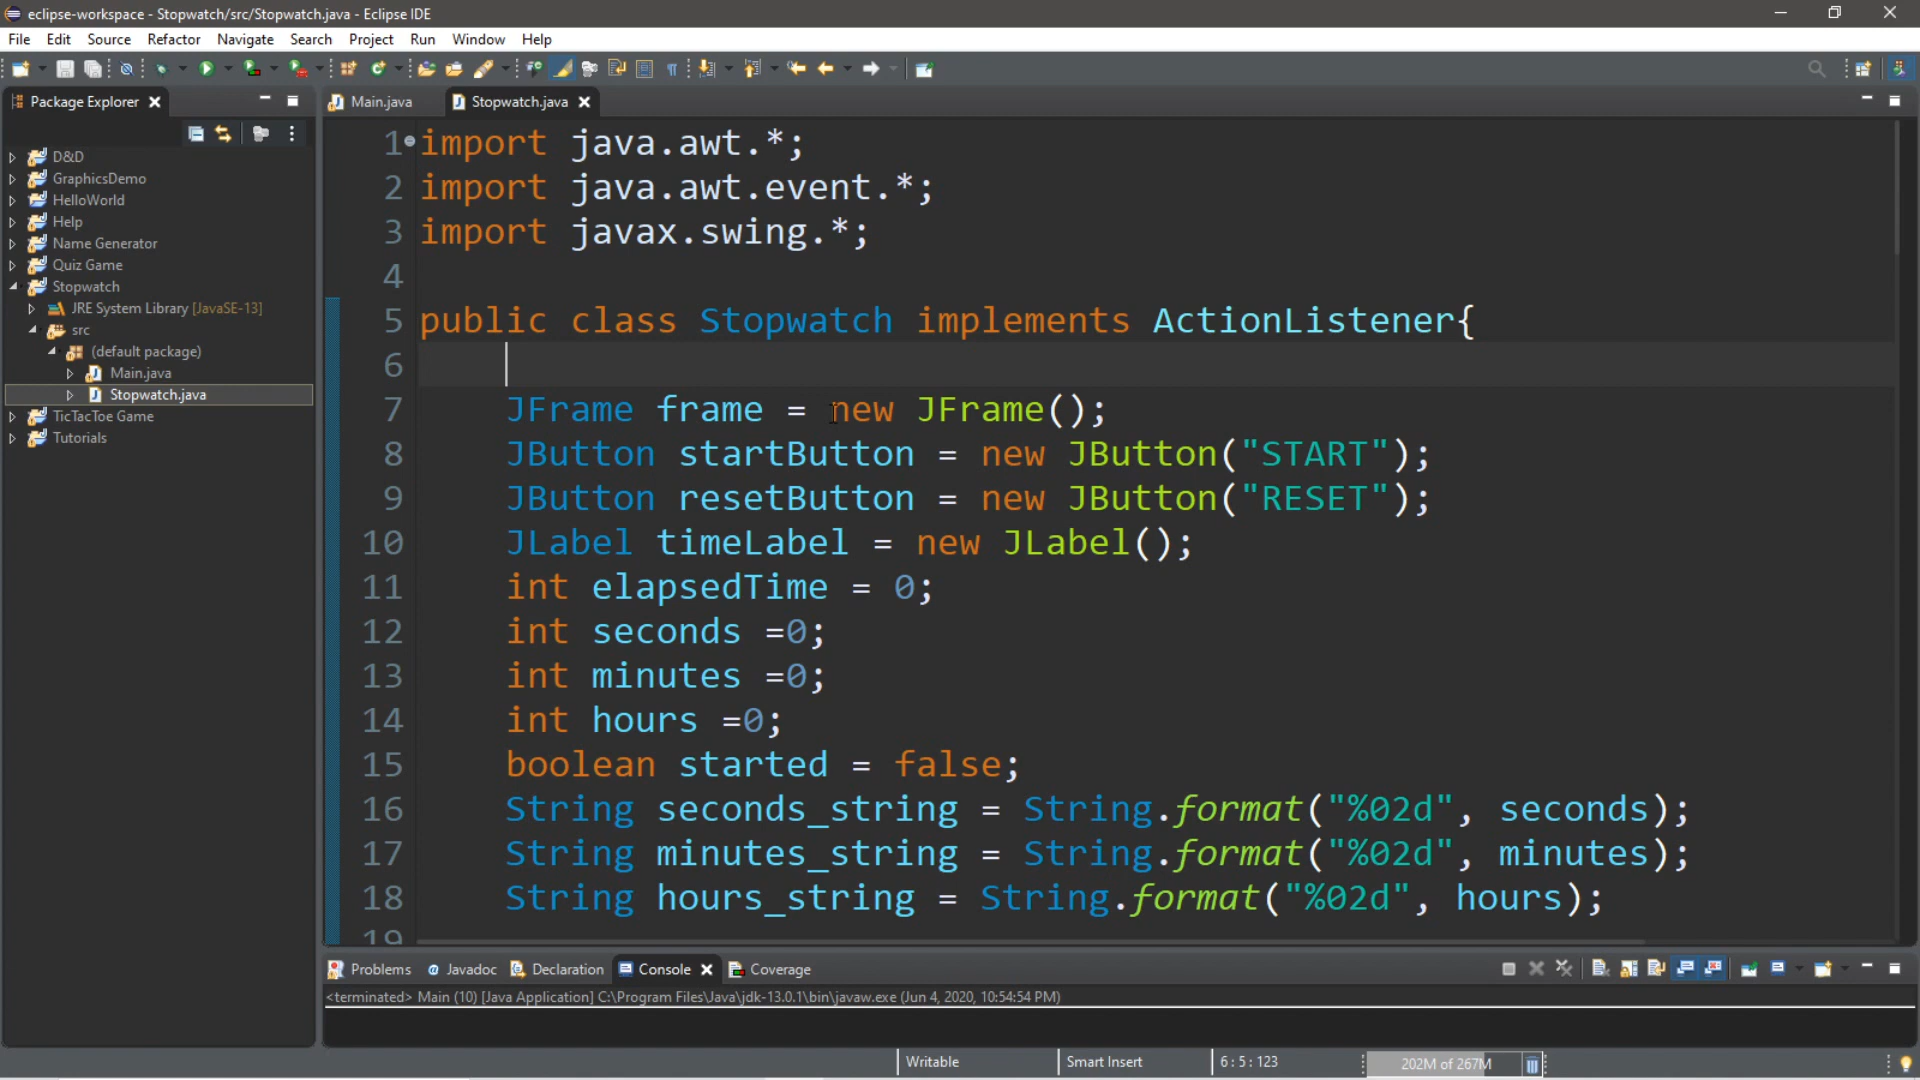 eclipse-workspace - Stopwatch/src/Stopwatch.java - Eclipse IDE
File Edit Source Refactor Navigate Search Project Run Window Help
Package Explorer
D&D
GraphicsDemo
HelloWorld
Help
Name Generator
Quiz Game
Stopwatch
JRE System Library [JavaSE-13]
src
(default package)
Main.java
Stopwatch.java
TicTacToe Game
Tutorials
Main.java Stopwatch.java
1 import java.awt.*;
2 import java.awt.event.*;
3 import javax.swing.*;
4
5 public class Stopwatch implements ActionListener{
6
7 JFrame frame = new JFrame();
8 JButton startButton = new JButton("START");
9 JButton resetButton = new JButton("RESET");
10 JLabel timeLabel = new JLabel();
11 int elapsedTime = 0;
12 int seconds =0;
13 int minutes =0;
14 int hours =0;
15 boolean started = false;
16 String seconds_string = String.format("%02d", seconds);
17 String minutes_string = String.format("%02d", minutes);
18 String hours_string = String.format("%02d", hours);
19
Problems Javadoc Declaration Console Coverage
<terminated> Main (10) [Java Application] C:\Program Files\Java\jdk-13.0.1\bin\javaw.exe (Jun 4, 2020, 10:54:54 PM)
Writable Smart Insert 6 : 5 : 123 202M of 267M